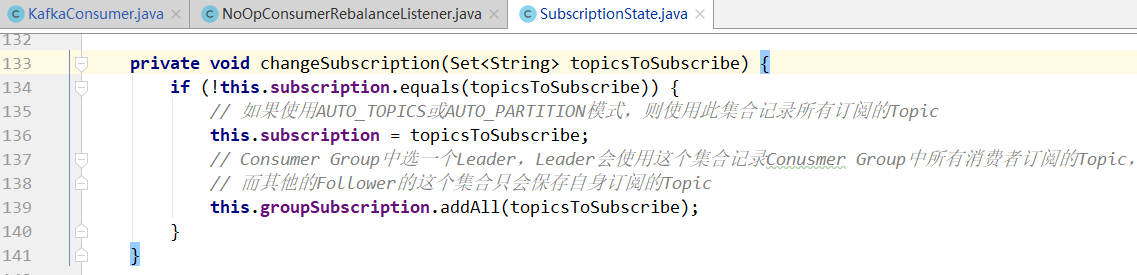 KafkaConsumer.java × NoOpConsumerRebalanceListener.java × SubscriptionState.java ×
132
133 private void changeSubscription(Set<String> topicsToSubscribe) {
134 if (!this.subscription.equals(topicsToSubscribe)) {
135 // 如果使用AUTO_TOPICS或AUTO_PARTITION模式，则使用此集合记录所有订阅的Topic
136 this.subscription = topicsToSubscribe;
137 // Consumer Group中选一个Leader，Leader会使用这个集合记录Conusmer Group中所有消费者订阅的Topic，
138 // 而其他的Follower的这个集合只会保存自身订阅的Topic
139 this.groupSubscription.addAll(topicsToSubscribe);
140 }
141 }